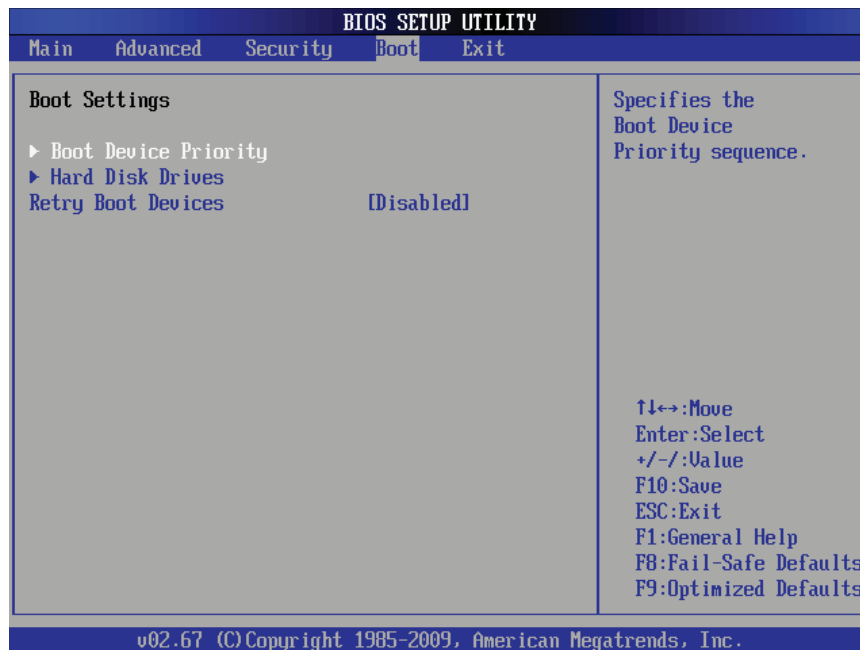 BIOS SETUP UTILITY
Main Advanced Security Boot Exit
Boot Settings
▶ Boot Device Priority
▶ Hard Disk Drives
Retry Boot Devices [Disabled]
Specifies the
Boot Device
Priority sequence.
↑↓←→:Move
Enter:Select
+/-/:Value
F10:Save
ESC:Exit
F1:General Help
F8:Fail-Safe Defaults
F9:Optimized Defaults
v02.67 (C)Copyright 1985-2009, American Megatrends, Inc.